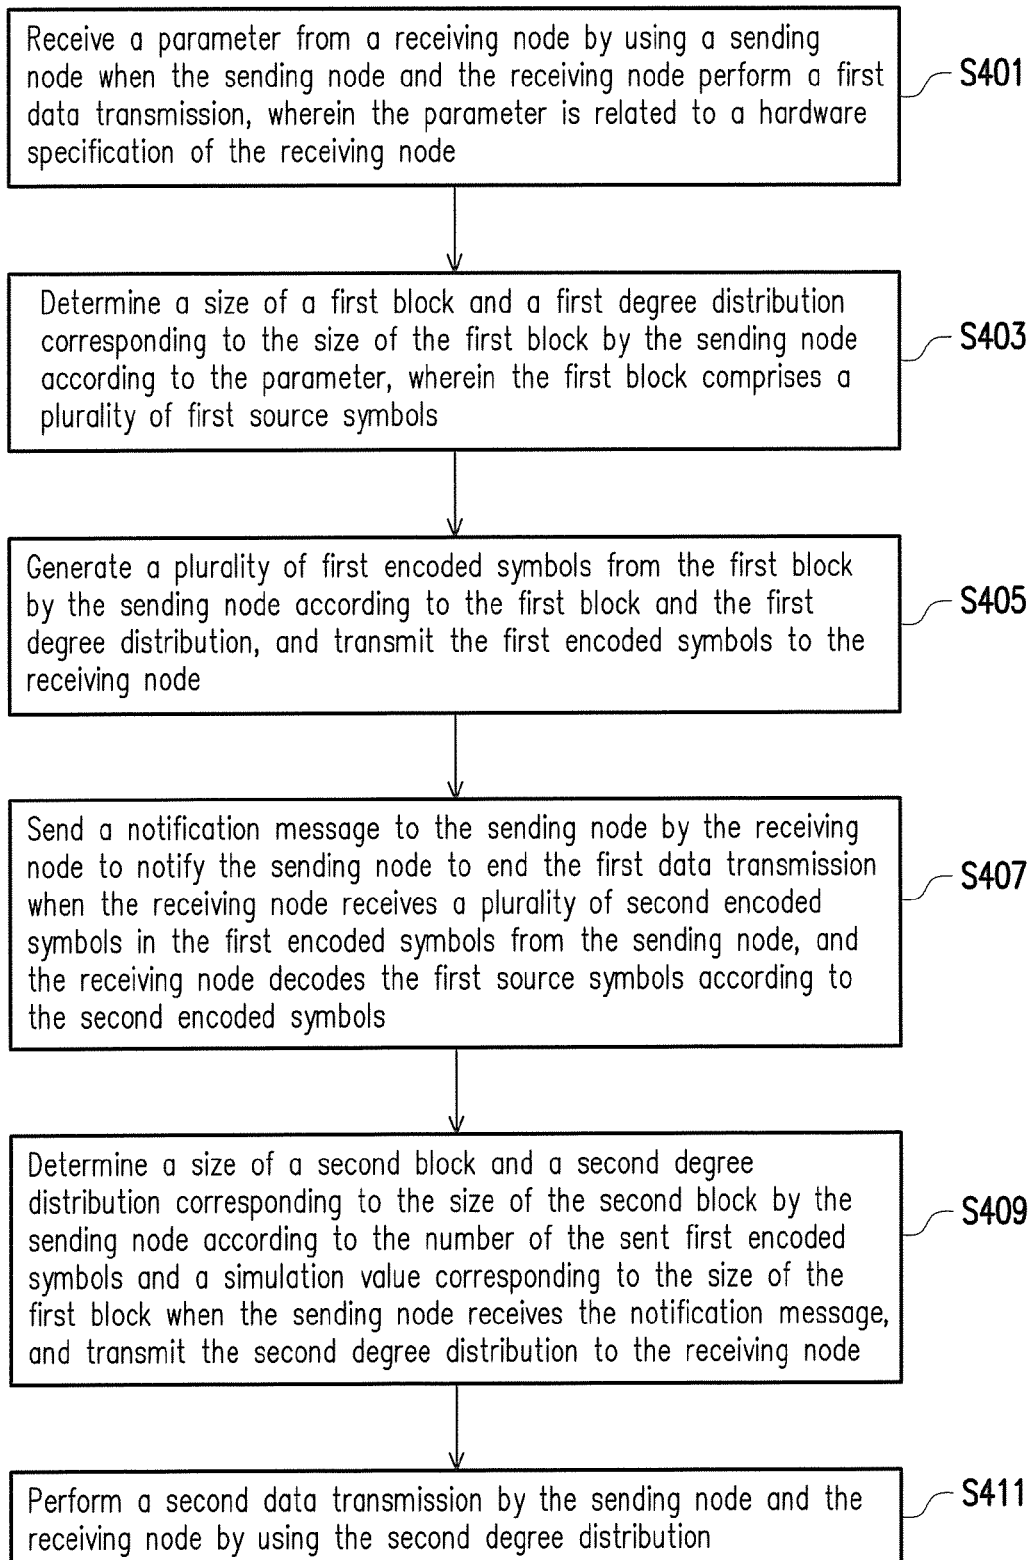 Receive a parameter from a receiving node by using a sending
node when the sending node and the receiving node perform a first
data transmission, wherein the parameter is related to a hardware
specification of the receiving node
S401
Determine a size of a first block and a first degree distribution
corresponding to the size of the first block by the sending node
according to the parameter, wherein the first block comprises a
plurality of first source symbols
S403
Generate a plurality of first encoded symbols from the first block
by the sending node according to the first block and the first
degree distribution, and transmit the first encoded symbols to the
receiving node
S405
Send a notification message to the sending node by the receiving
node to notify the sending node to end the first data transmission
when the receiving node receives a plurality of second encoded
symbols in the first encoded symbols from the sending node, and
the receiving node decodes the first source symbols according to
the second encoded symbols
S407
Determine a size of a second block and a second degree
distribution corresponding to the size of the second block by the
sending node according to the number of the sent first encoded
symbols and a simulation value corresponding to the size of the
first block when the sending node receives the notification message,
and transmit the second degree distribution to the receiving node
S409
Perform a second data transmission by the sending node and the
receiving node by using the second degree distribution
S411